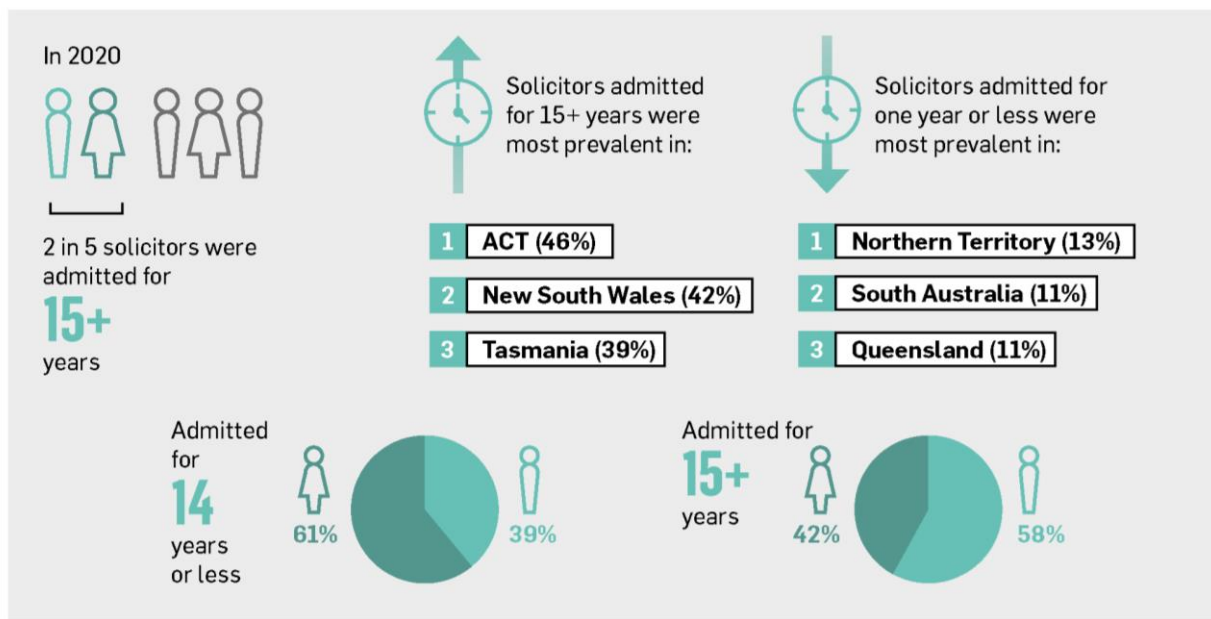 In 2020
2 in 5 solicitors were
admitted for
15+
years
Solicitors admitted
for 15+ years were
most prevalent in:
1 ACT (46%)
2 New South Wales (42%)
3 Tasmania (39%)
Solicitors admitted for
one year or less were
most prevalent in:
1 Northern Territory (13%)
2 South Australia (11%)
3 Queensland (11%)
Admitted
for
14
years
or less
61%
39%
Admitted for
15+
years
42%
58%